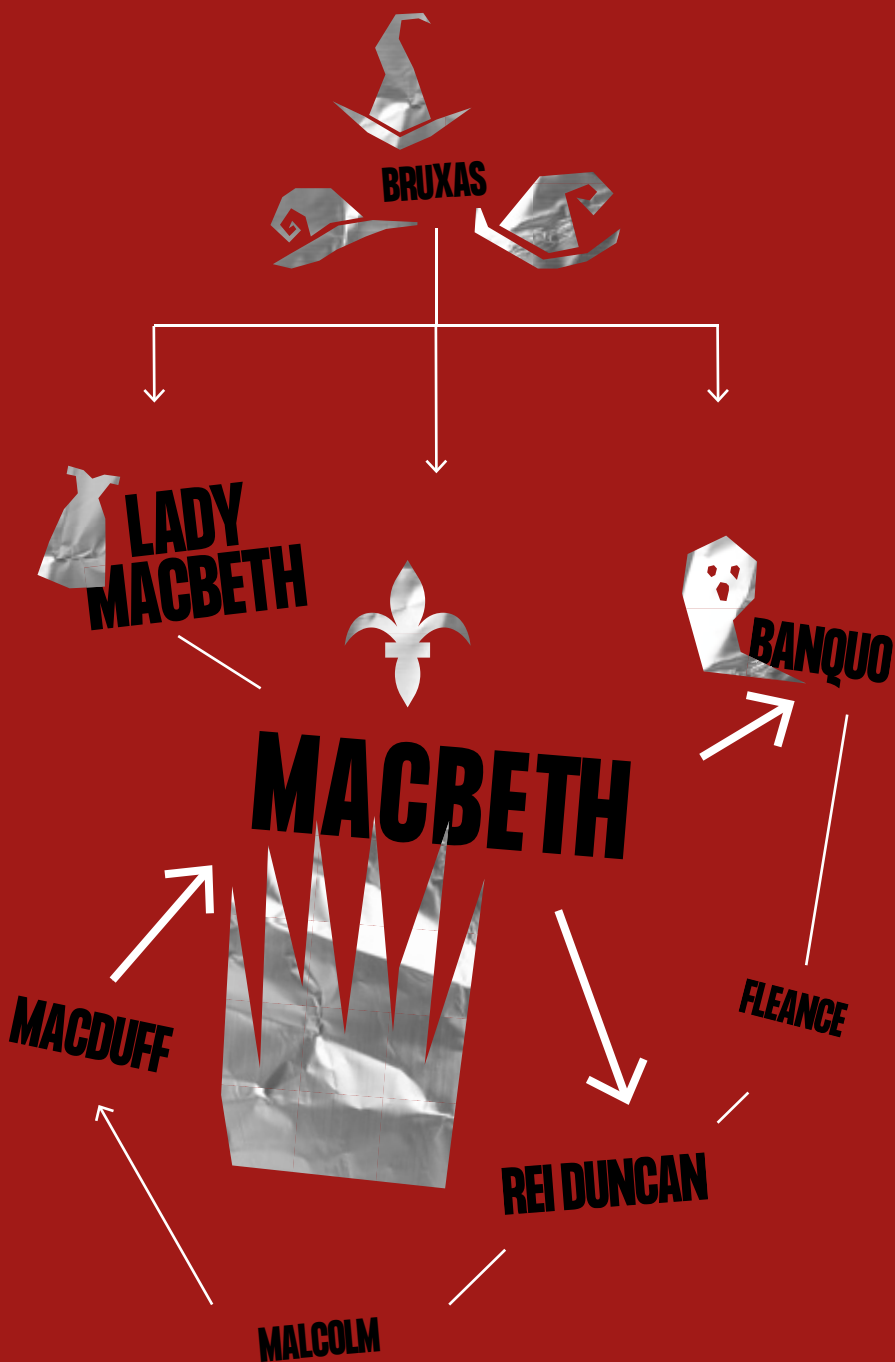 BRUXAS
LADY
MACBETH
BANQUO
MACBETH
FLEANCE
MACDUFF
REI DUNCAN
MALCOLM